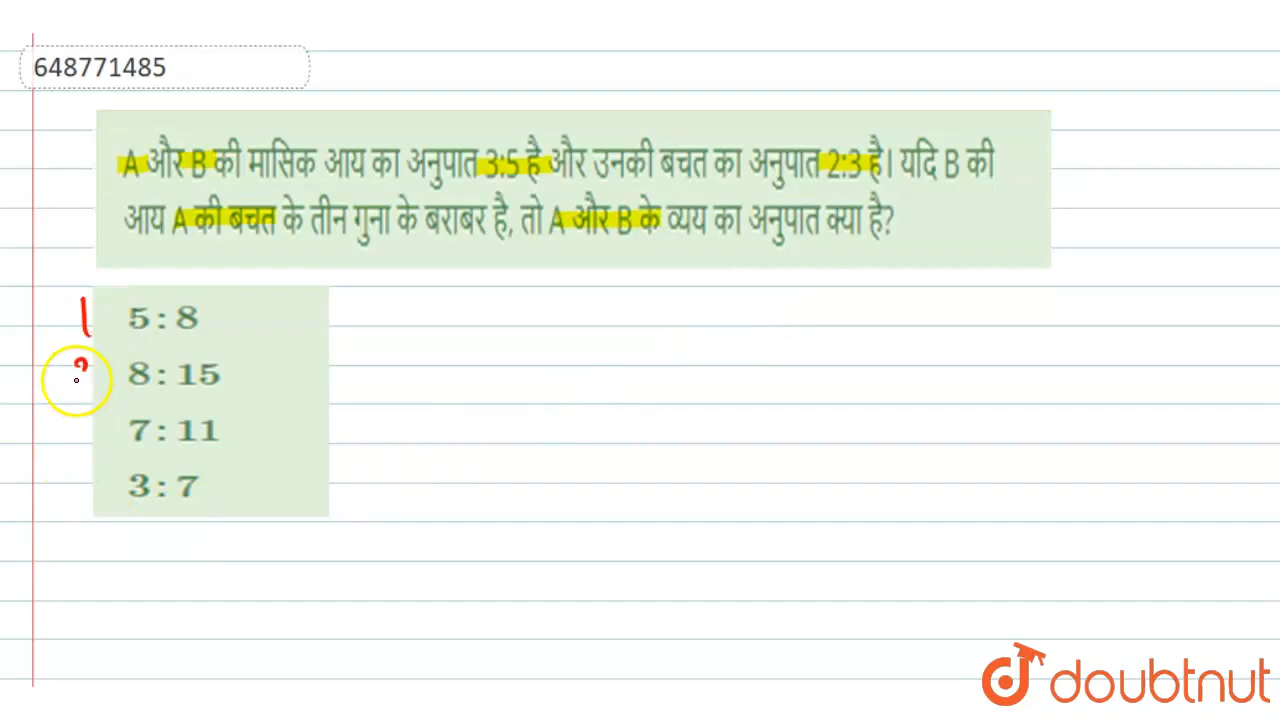 648771485
A और B की मासिक आय का अनुपात 3:5 है और उनकी बचत का अनुपात 2:3 है। यदि B की
आय A की बचत के तीन गुना के बराबर है, तो A और B के व्यय का अनुपात क्या है?
5 : 8
8 : 15
7 : 11
3 : 7
doubtnut